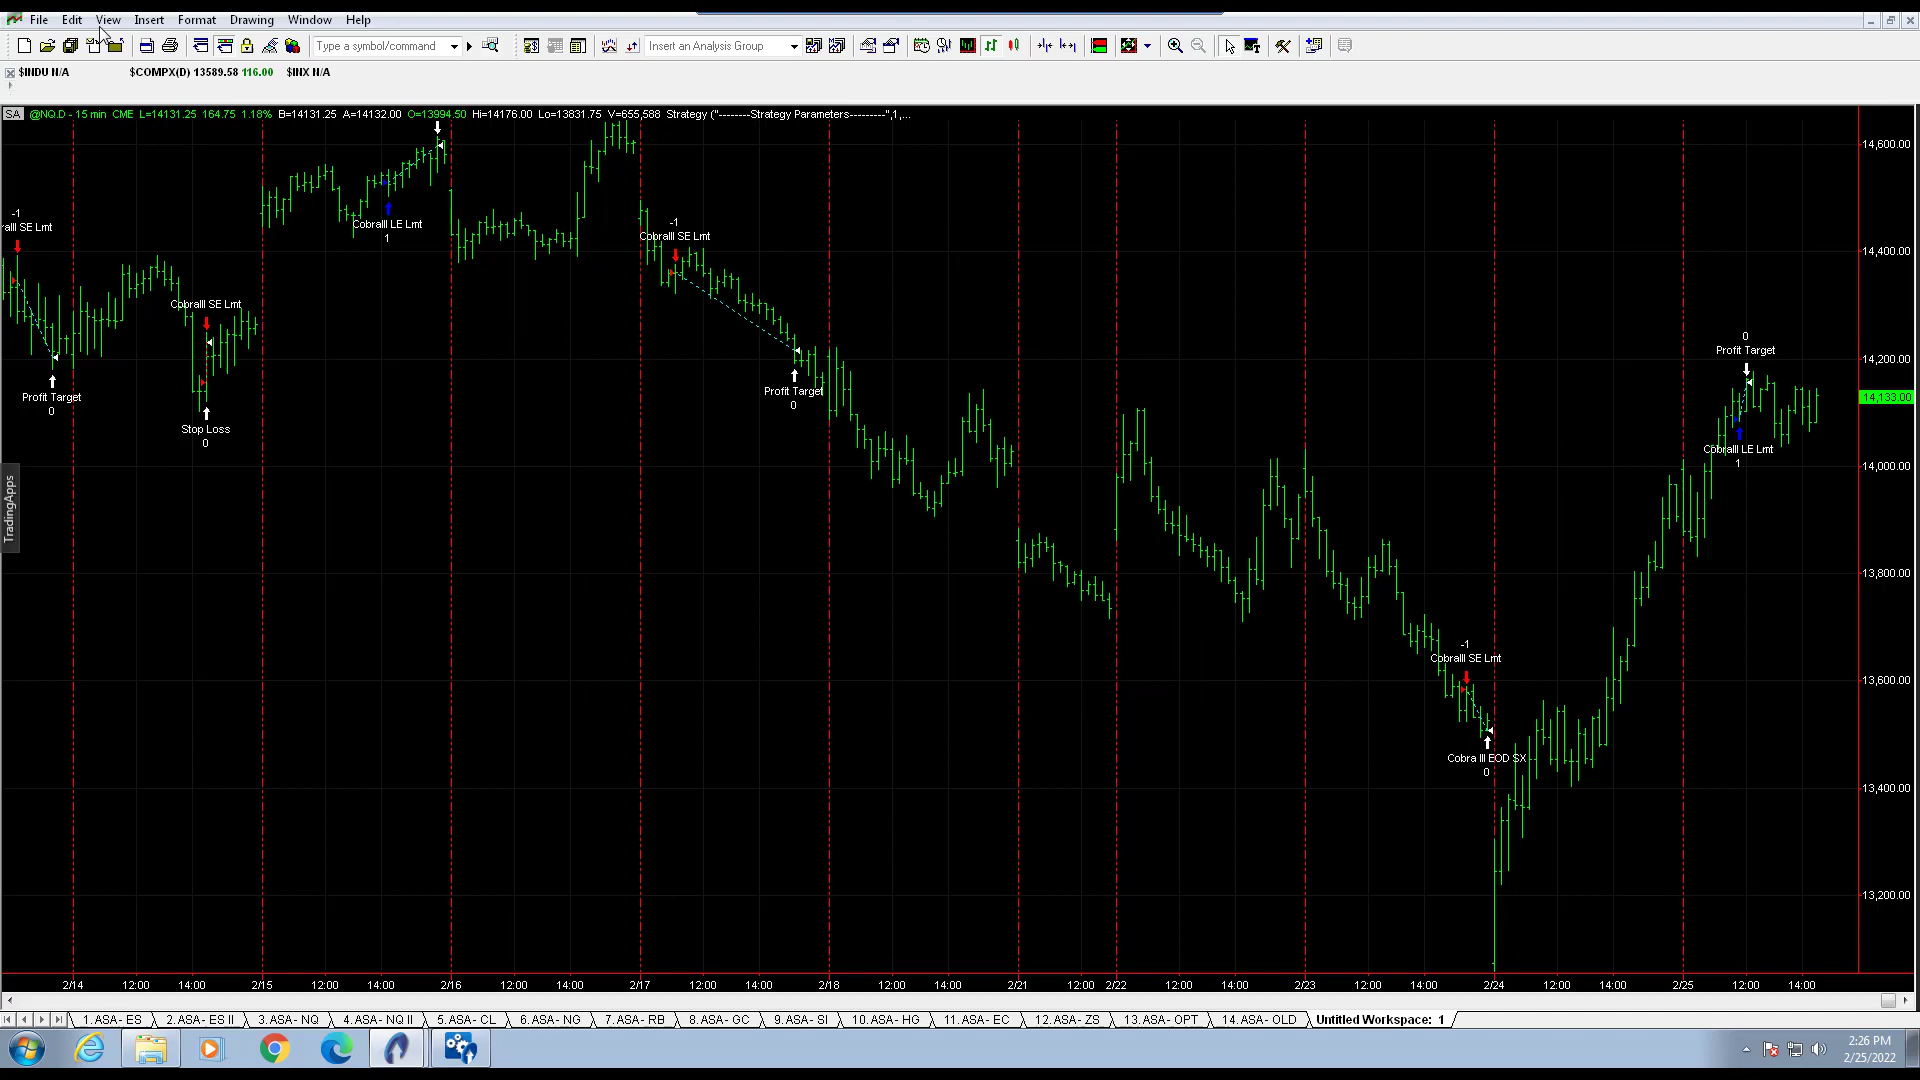 File Edit View Insert Format Drawing Window Help
Type a symbol/command Insert an Analysis Group
$INDU N/A $COMPX(D) 13589.58 116.00 $INX N/A
SA @NQ.D - 15 min CME L=14131.25 164.75 1.18% B=14131.25 A=14132.00 O=13994.50 Hi=14176.00 Lo=13831.75 V=655,588 Strategy ("--------Strategy Parameters---------",1,...
14,600.00
14,400.00
14,200.00
14,133.00
14,000.00
13,800.00
13,600.00
13,400.00
13,200.00
-1
raIII SE Lmt
Profit Target
0
CobraIII SE Lmt
Stop Loss
0
CobraIII LE Lmt
1
-1
CobraIII SE Lmt
Profit Target
0
-1
CobraIII SE Lmt
Cobra III EOD SX
0
0
Profit Target
CobraIII LE Lmt
1
TradingApps
2/14 12:00 14:00 2/15 12:00 14:00 2/16 12:00 14:00 2/17 12:00 14:00 2/18 12:00 14:00 2/21 12:00 2/22 12:00 14:00 2/23 12:00 14:00 2/24 12:00 14:00 2/25 12:00 14:00
1.ASA- ES 2.ASA- ES II 3.ASA- NQ 4.ASA- NQ II 5.ASA- CL 6.ASA- NG 7.ASA- RB 8.ASA- GC 9.ASA- SI 10.ASA- HG 11.ASA- EC 12.ASA- ZS 13.ASA- OPT 14.ASA- OLD Untitled Workspace: 1
2:26 PM
2/25/2022